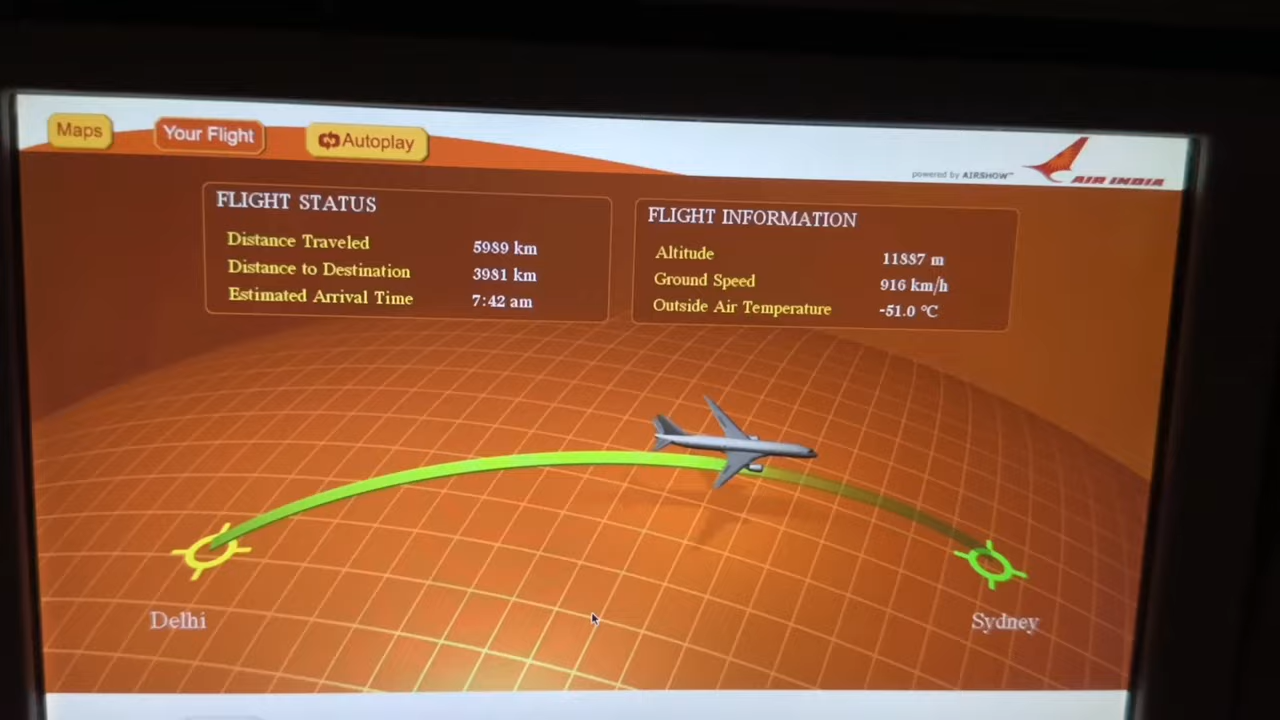 Maps
Your Flight
Autoplay
powered by AIRSHOW™
AIR INDIA
FLIGHT STATUS
Distance Traveled 5989 km
Distance to Destination 3981 km
Estimated Arrival Time 7:42 am
FLIGHT INFORMATION
Altitude 11887 m
Ground Speed 916 km/h
Outside Air Temperature -51.0 °C
Delhi
Sydney